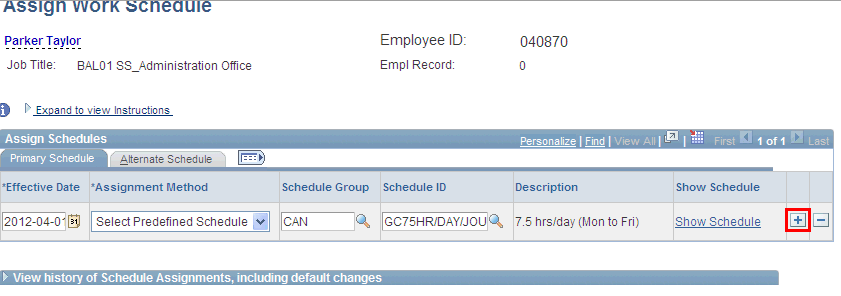 Assign Work Schedule
Parker Taylor Employee ID: 040870
Job Title: BAL01 SS_Administration Office Empl Record: 0
Expand to view Instructions
Assign Schedules Personalize | Find | View All | | First 1 of 1 Last
Primary Schedule Alternate Schedule
*Effective Date *Assignment Method Schedule Group Schedule ID Description Show Schedule
2012-04-01 31 Select Predefined Schedule CAN GC75HR/DAY/JOU 7.5 hrs/day (Mon to Fri) Show Schedule + −
View history of Schedule Assignments, including default changes